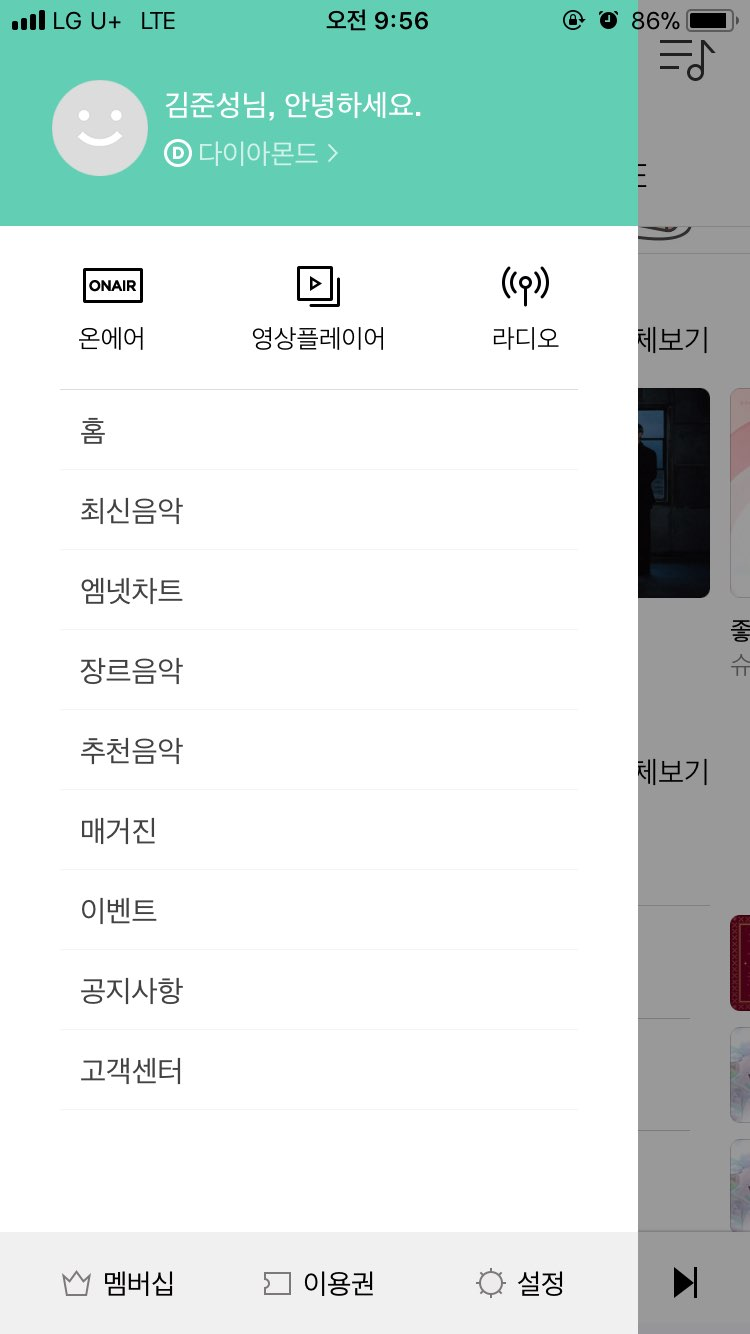 LG U+ LTE 오전 9:56 86%
김준성님, 안녕하세요.
D 다이아몬드 >
ONAIR
온에어 영상플레이어 라디오
체보기
홈
최신음악
엠넷차트
장르음악
좋
슈
추천음악
체보기
매거진
이벤트
공지사항
고객센터
멤버십 이용권 설정